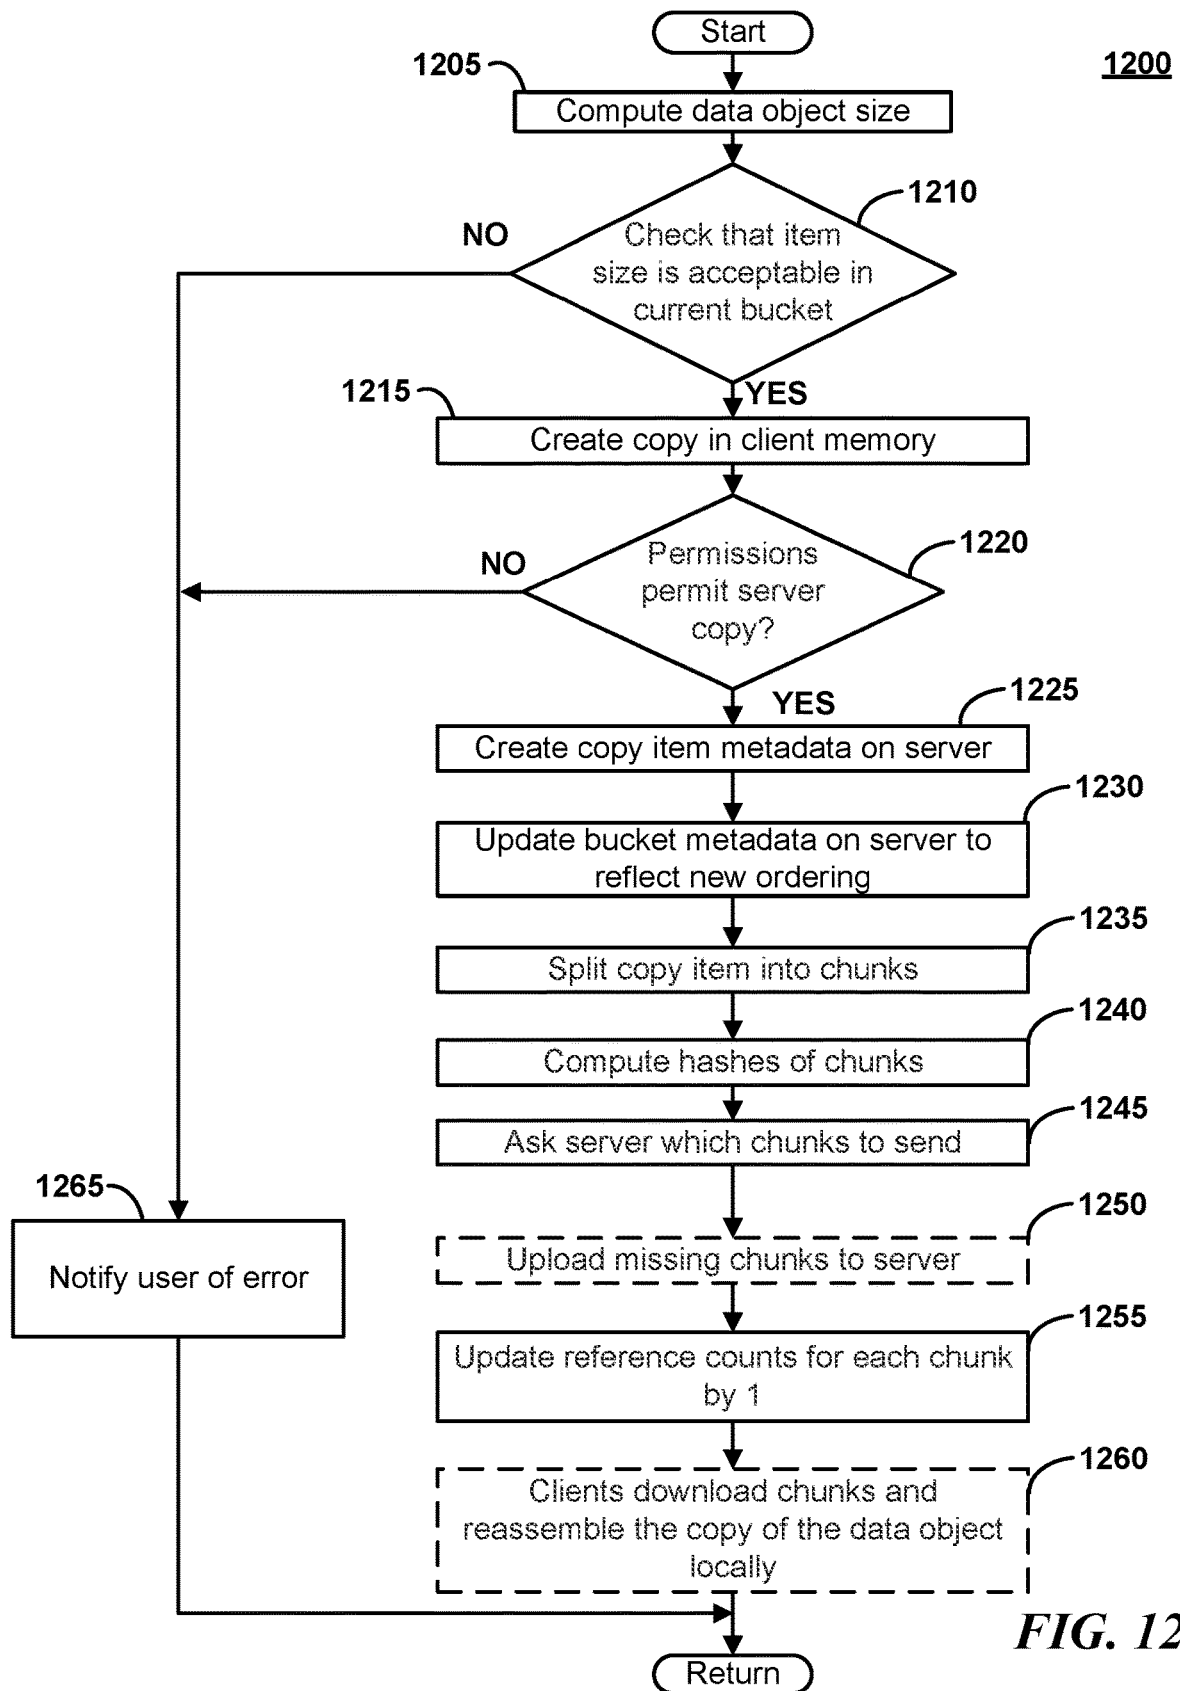 Start
1200
1205
Compute data object size
1210
NO
Check that item
size is acceptable in
current bucket
YES
1215
Create copy in client memory
1220
NO
Permissions
permit server
copy?
YES
1225
Create copy item metadata on server
1230
Update bucket metadata on server to
reflect new ordering
1235
Split copy item into chunks
1240
Compute hashes of chunks
1245
Ask server which chunks to send
1265
Notify user of error
1250
Upload missing chunks to server
1255
Update reference counts for each chunk
by 1
1260
Clients download chunks and
reassemble the copy of the data object
locally
FIG. 12
Return